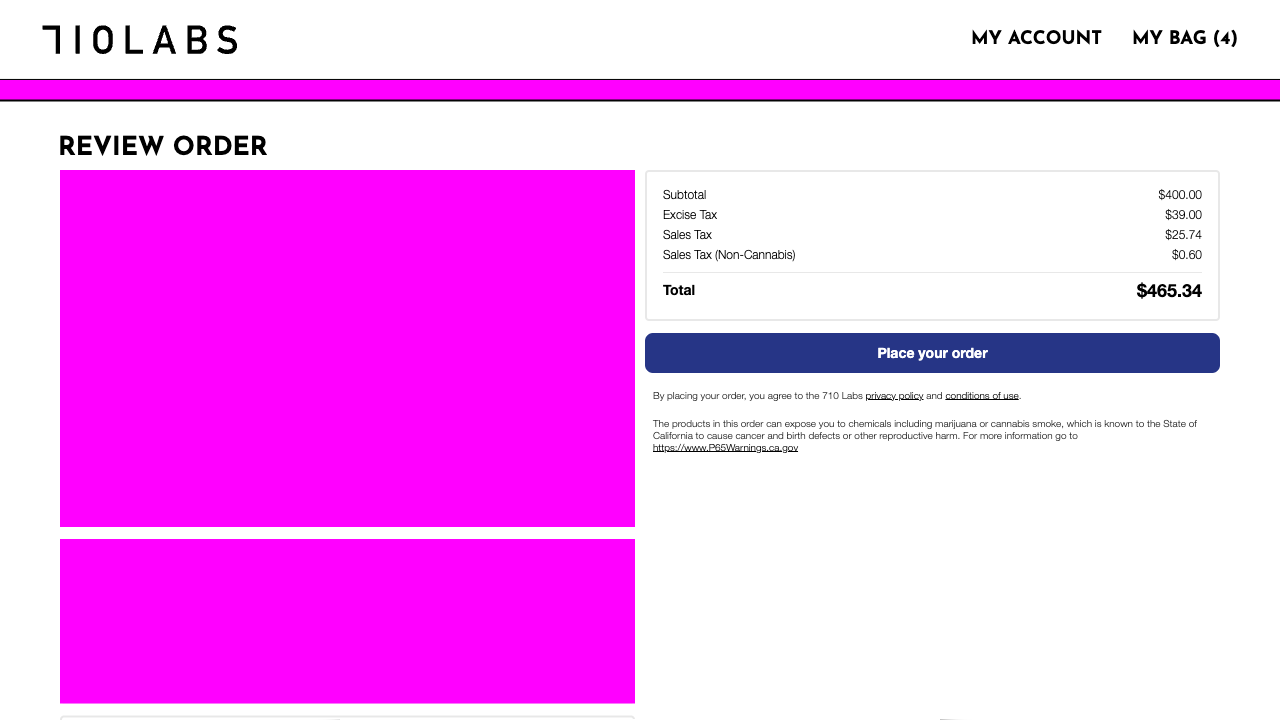 710 LABS
MY ACCOUNT
MY BAG (4)
REVIEW ORDER
Subtotal $400.00
Excise Tax $39.00
Sales Tax $25.74
Sales Tax (Non-Cannabis) $0.60
Total $465.34
Place your order
By placing your order, you agree to the 710 Labs privacy policy and conditions of use.
The products in this order can expose you to chemicals including marijuana or cannabis smoke, which is known to the State of
California to cause cancer and birth defects or other reproductive harm. For more information go to
https://www.P65Warnings.ca.gov